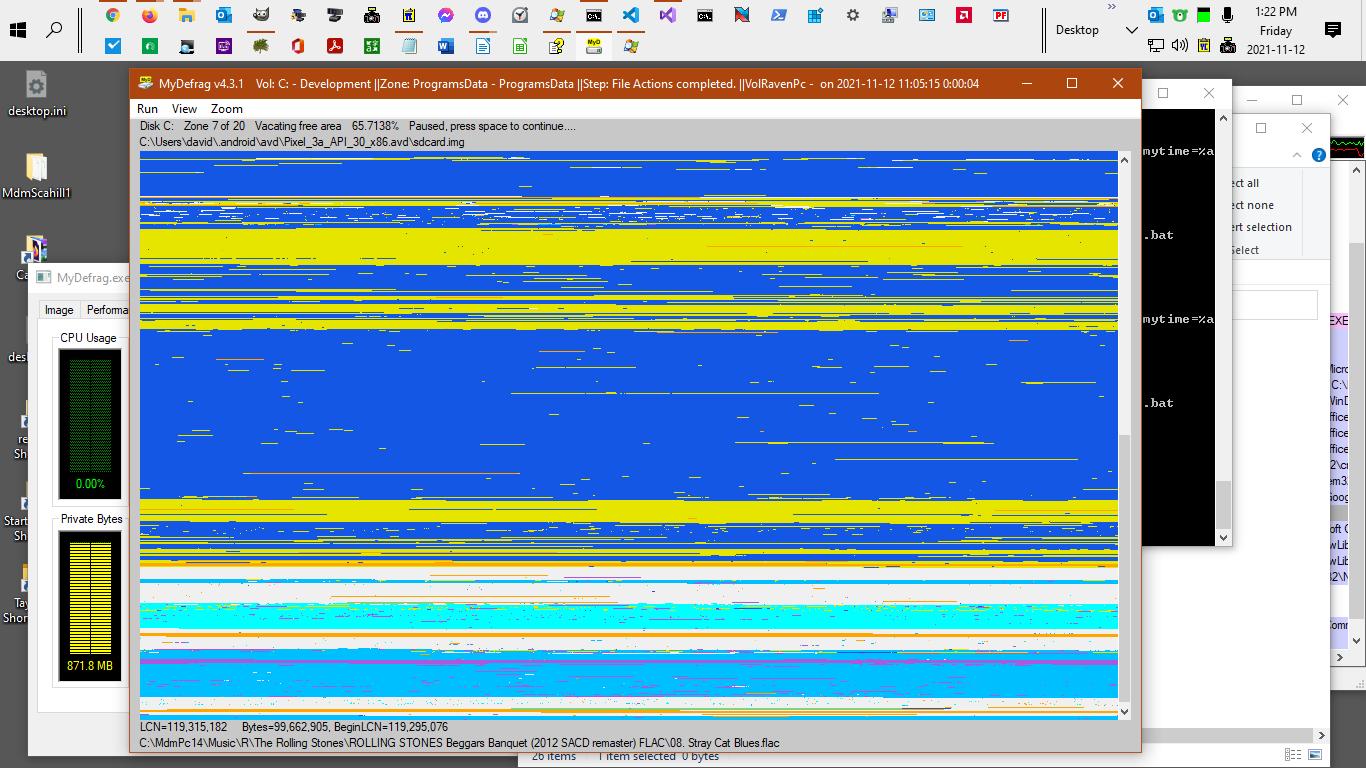 1:22 PM
Friday
2021-11-12
Desktop
desktop.ini
MdmScahill1
MyDefrag v4.3.1 Vol: C: - Development ||Zone: ProgramsData - ProgramsData ||Step: File Actions completed. ||VolRavenPc - on 2021-11-12 11:05:15 0:00:04
Run View Zoom
Disk C: Zone 7 of 20 Vacating free area 65.7138% Paused, press space to continue....
C:\Users\david\.android\avd\Pixel_3a_API_30_x86.avd\sdcard.img
MyDefrag.exe
Image Performa
CPU Usage
0.00%
Private Bytes
871.8 MB
mytime=%a
.bat
mytime=%a
.bat
ect all
ect none
ert selection
Select
LCN=119,315,182 Bytes=99,662,905, BeginLCN=119,295,076
C:\MdmPc14\Music\R\The Rolling Stones\ROLLING STONES Beggars Banquet (2012 SACD remaster) FLAC\08. Stray Cat Blues.flac
26 items 1 item selected 0 bytes